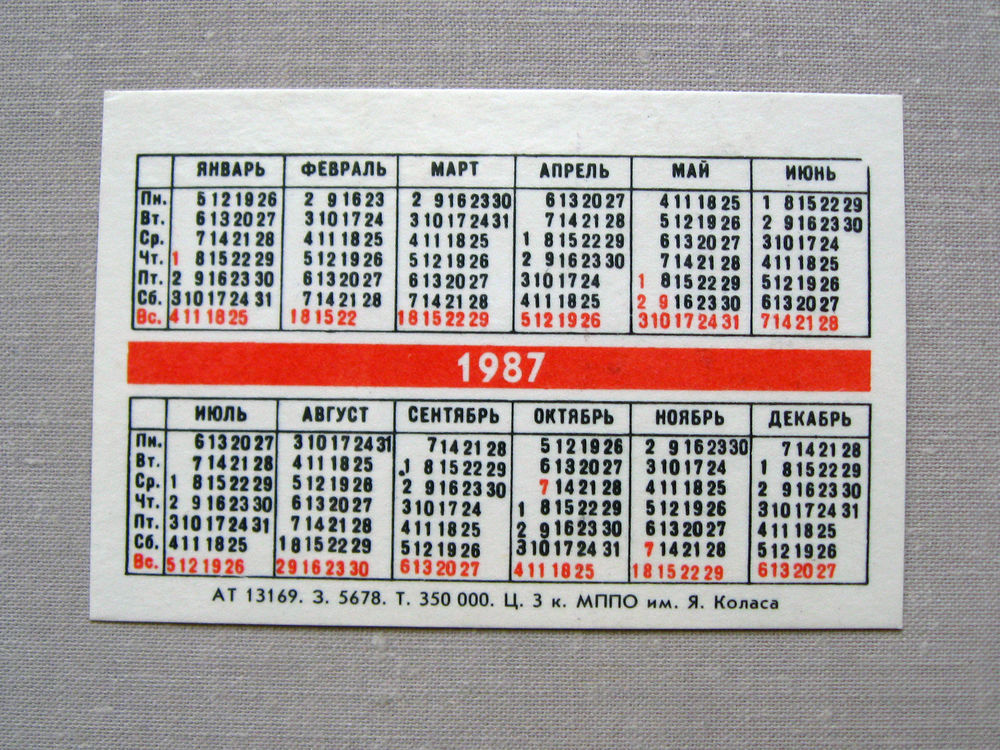 ЯНВАРЬ ФЕВРАЛЬ МАРТ АПРЕЛЬ МАЙ ИЮНЬ
Пн. 5 12 19 26 2 9 16 23 2 9 16 23 30 6 13 20 27 4 11 18 25 1 8 15 22 29
Вт. 6 13 20 27 3 10 17 24 3 10 17 24 31 7 14 21 28 5 12 19 26 2 9 16 23 30
Ср. 7 14 21 28 4 11 18 25 4 11 18 25 1 8 15 22 29 6 13 20 27 3 10 17 24
Чт. 1 8 15 22 29 5 12 19 26 5 12 19 26 2 9 16 23 30 7 14 21 28 4 11 18 25
Пт. 2 9 16 23 30 6 13 20 27 6 13 20 27 3 10 17 24 1 8 15 22 29 5 12 19 26
Сб. 3 10 17 24 31 7 14 21 28 7 14 21 28 4 11 18 25 2 9 16 23 30 6 13 20 27
Вс. 4 11 18 25 1 8 15 22 1 8 15 22 29 5 12 19 26 3 10 17 24 31 7 14 21 28
1987
ИЮЛЬ АВГУСТ СЕНТЯБРЬ ОКТЯБРЬ НОЯБРЬ ДЕКАБРЬ
Пн. 6 13 20 27 3 10 17 24 31 7 14 21 28 5 12 19 26 2 9 16 23 30 7 14 21 28
Вт. 7 14 21 28 4 11 18 25 1 8 15 22 29 6 13 20 27 3 10 17 24 1 8 15 22 29
Ср. 1 8 15 22 29 5 12 19 26 2 9 16 23 30 7 14 21 28 4 11 18 25 2 9 16 23 30
Чт. 2 9 16 23 30 6 13 20 27 3 10 17 24 1 8 15 22 29 5 12 19 26 3 10 17 24 31
Пт. 3 10 17 24 31 7 14 21 28 4 11 18 25 2 9 16 23 30 6 13 20 27 4 11 18 25
Сб. 4 11 18 25 1 8 15 22 29 5 12 19 26 3 10 17 24 31 7 14 21 28 5 12 19 26
Вс. 5 12 19 26 2 9 16 23 30 6 13 20 27 4 11 18 25 1 8 15 22 29 6 13 20 27
АТ 13169. З. 5678. Т. 350 000. Ц. 3 к. МППО им. Я. Коласа